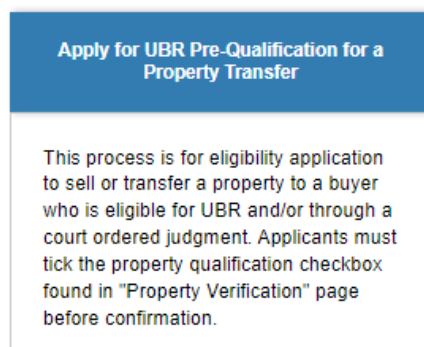 Apply for UBR Pre-Qualification for a
Property Transfer
This process is for eligibility application
to sell or transfer a property to a buyer
who is eligible for UBR and/or through a
court ordered judgment. Applicants must
tick the property qualification checkbox
found in "Property Verification" page
before confirmation.